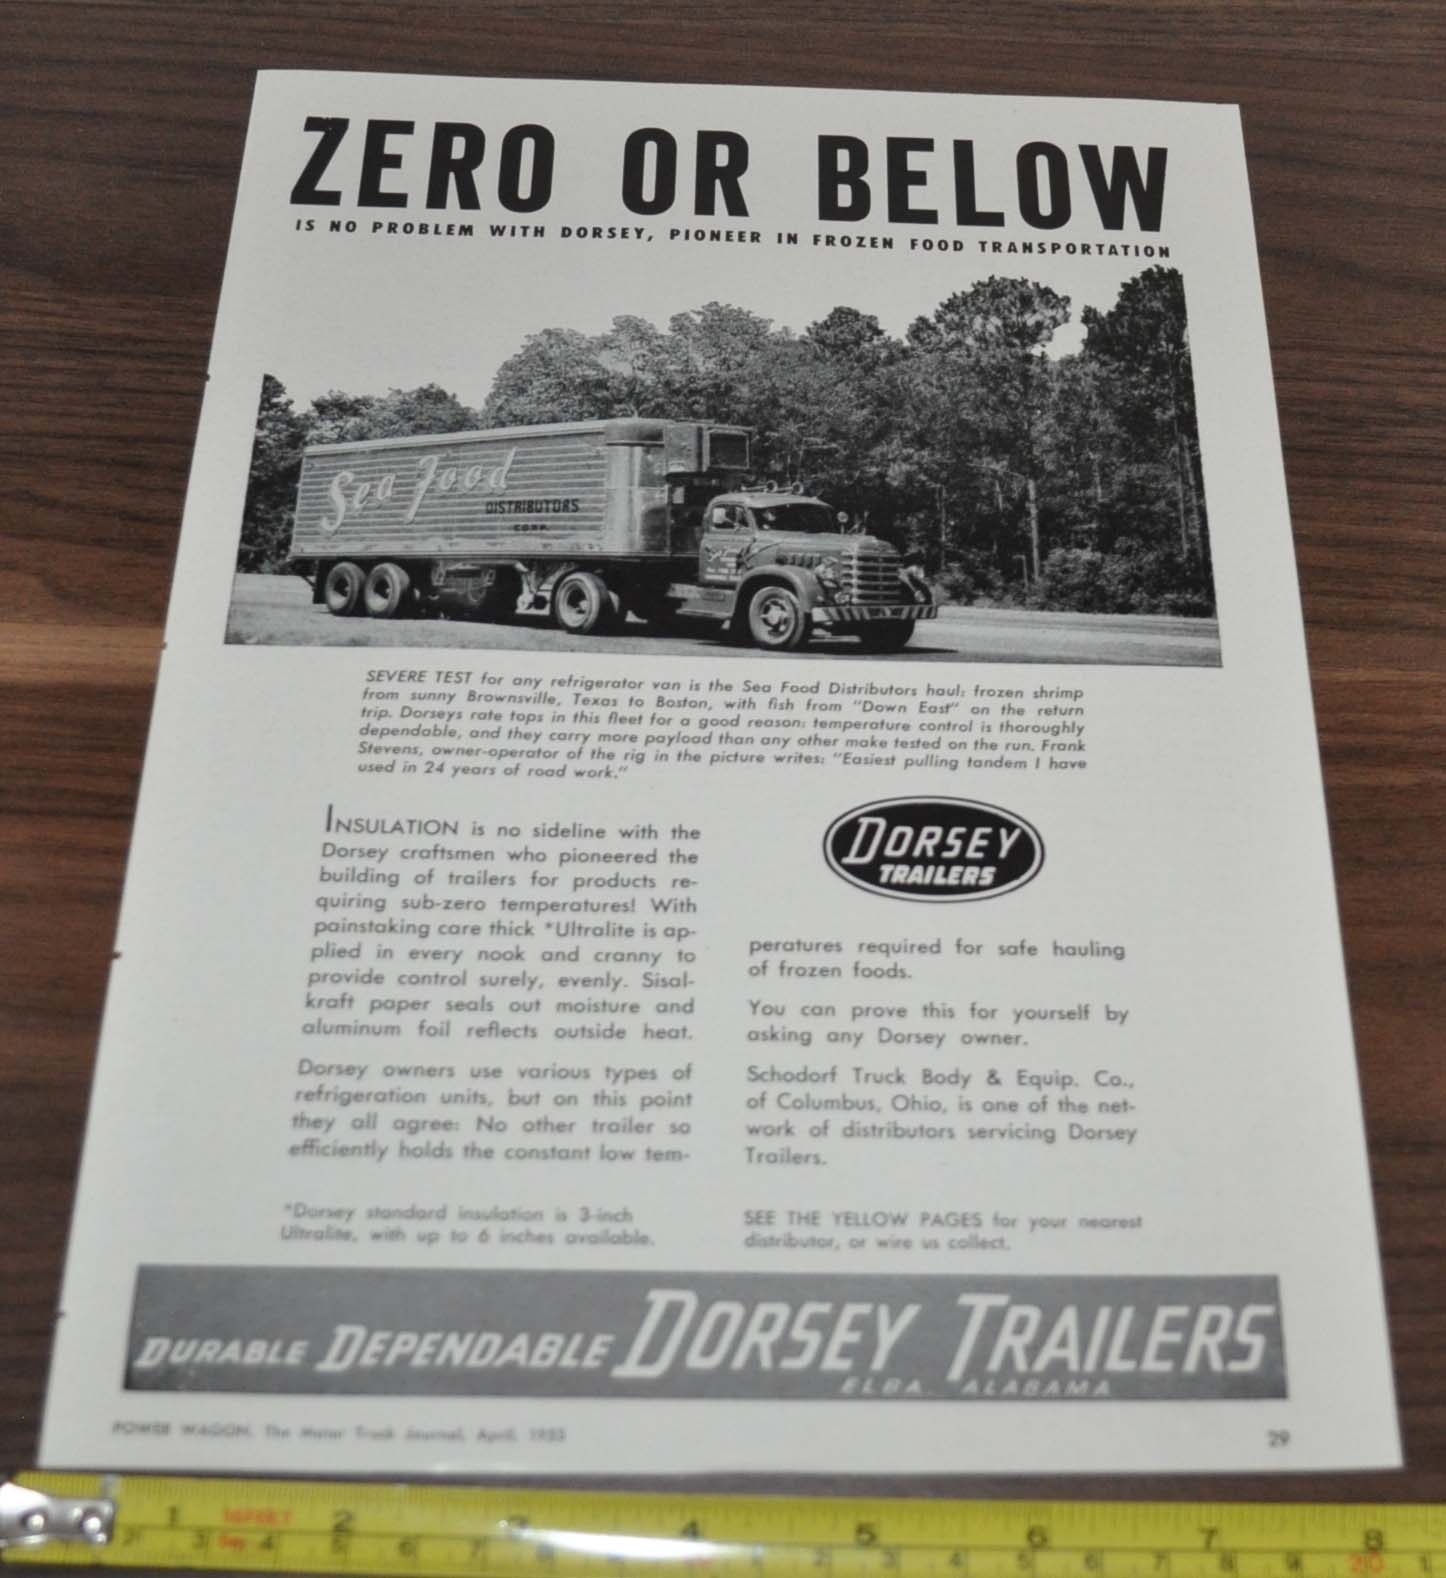 ZERO OR BELOW
IS NO PROBLEM WITH DORSEY, PIONEER IN FROZEN FOOD TRANSPORTATION
Sea Food
DISTRIBUTORS
CORP.
SEVERE TEST for any refrigerator van is the Sea Food Distributors haul: frozen shrimp
from sunny Brownsville, Texas to Boston, with fish from "Down East" on the return
trip. Dorseys rate tops in this fleet for a good reason: temperature control is thoroughly
dependable, and they carry more payload than any other make tested on the run. Frank
Stevens, owner-operator of the rig in the picture writes: "Easiest pulling tandem I have
used in 24 years of road work."
INSULATION is no sideline with the
Dorsey craftsmen who pioneered the
building of trailers for products re-
quiring sub-zero temperatures! With
painstaking care thick *Ultralite is ap-
plied in every nook and cranny to
provide control surely, evenly. Sisal-
kraft paper seals out moisture and
aluminum foil reflects outside heat.
Dorsey owners use various types of
refrigeration units, but on this point
they all agree: No other trailer so
efficiently holds the constant low tem-
*Dorsey standard insulation is 3-inch
Ultralite, with up to 6 inches available.
DORSEY
TRAILERS
peratures required for safe hauling
of frozen foods.
You can prove this for yourself by
asking any Dorsey owner.
Schodorf Truck Body & Equip. Co.,
of Columbus, Ohio, is one of the net-
work of distributors servicing Dorsey
Trailers.
SEE THE YELLOW PAGES for your nearest
distributor, or wire us collect.
DURABLE DEPENDABLE DORSEY TRAILERS
ELBA, ALABAMA
POWER WAGON, The Motor Truck Journal, April, 1953
29
1 2 3 4 5 6 7 8